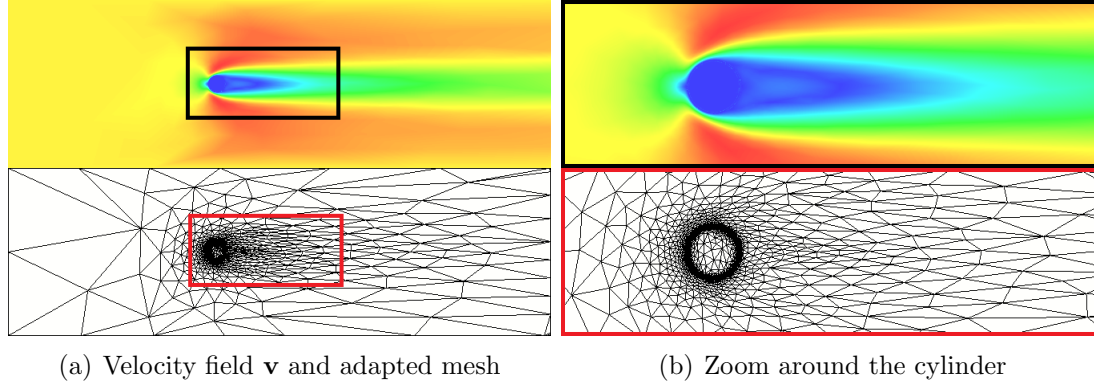 (a) Velocity field v and adapted mesh
(b) Zoom around the cylinder